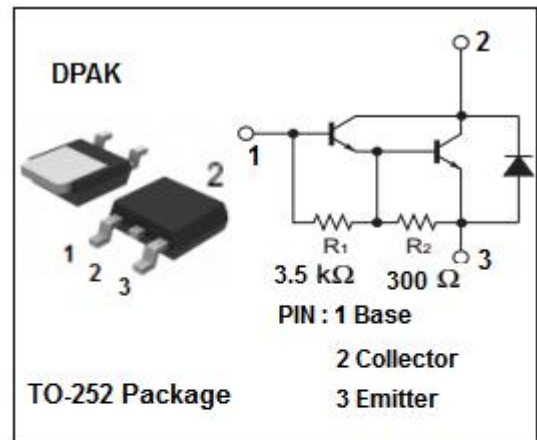 DPAK
2
1
2
3
2
1
R₁
R₂
3.5 kΩ
300 Ω
3
PIN : 1 Base
2 Collector
3 Emitter
TO-252 Package